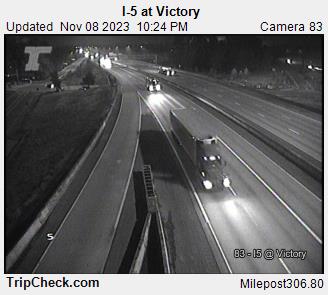 I-5 at Victory
Updated Nov 08 2023 10:24 PM Camera 83
S
83 - I5 @ Victory
TripCheck.com Milepost306.80